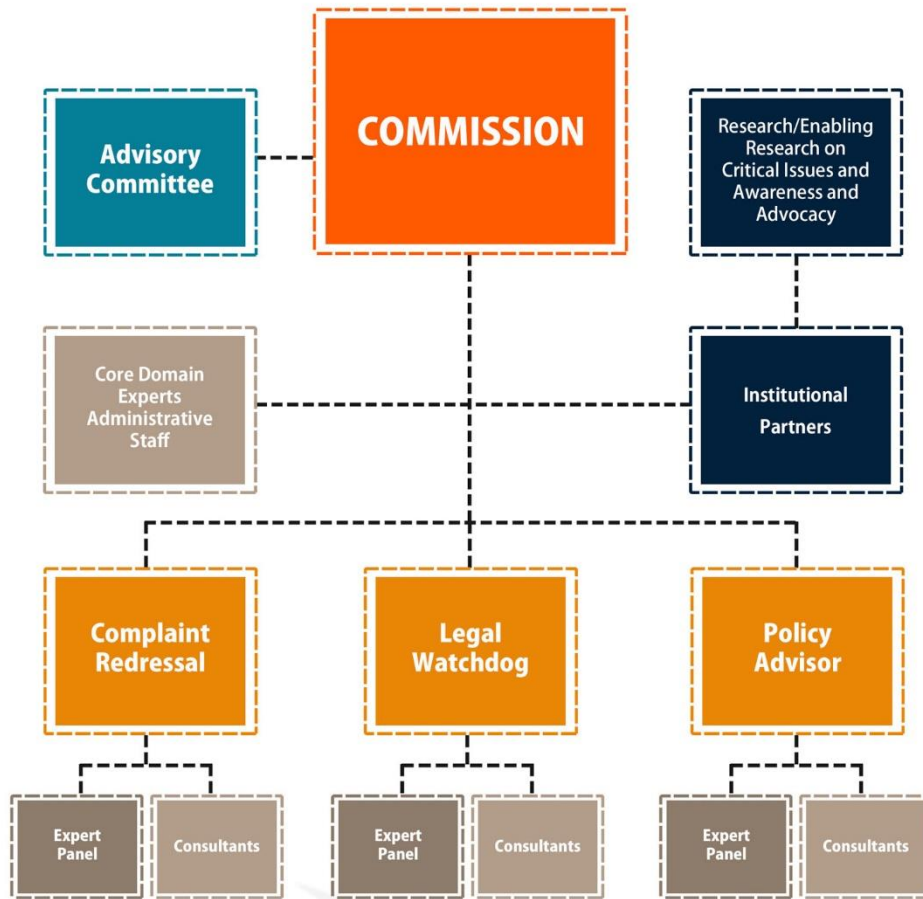 COMMISSION
Advisory
Committee
Research/Enabling
Research on
Critical Issues and
Awareness and
Advocacy
Core Domain
Experts
Administrative
Staff
Institutional
Partners
Complaint
Redressal
Legal
Watchdog
Policy
Advisor
Expert
Panel
Consultants
Expert
Panel
Consultants
Expert
Panel
Consultants